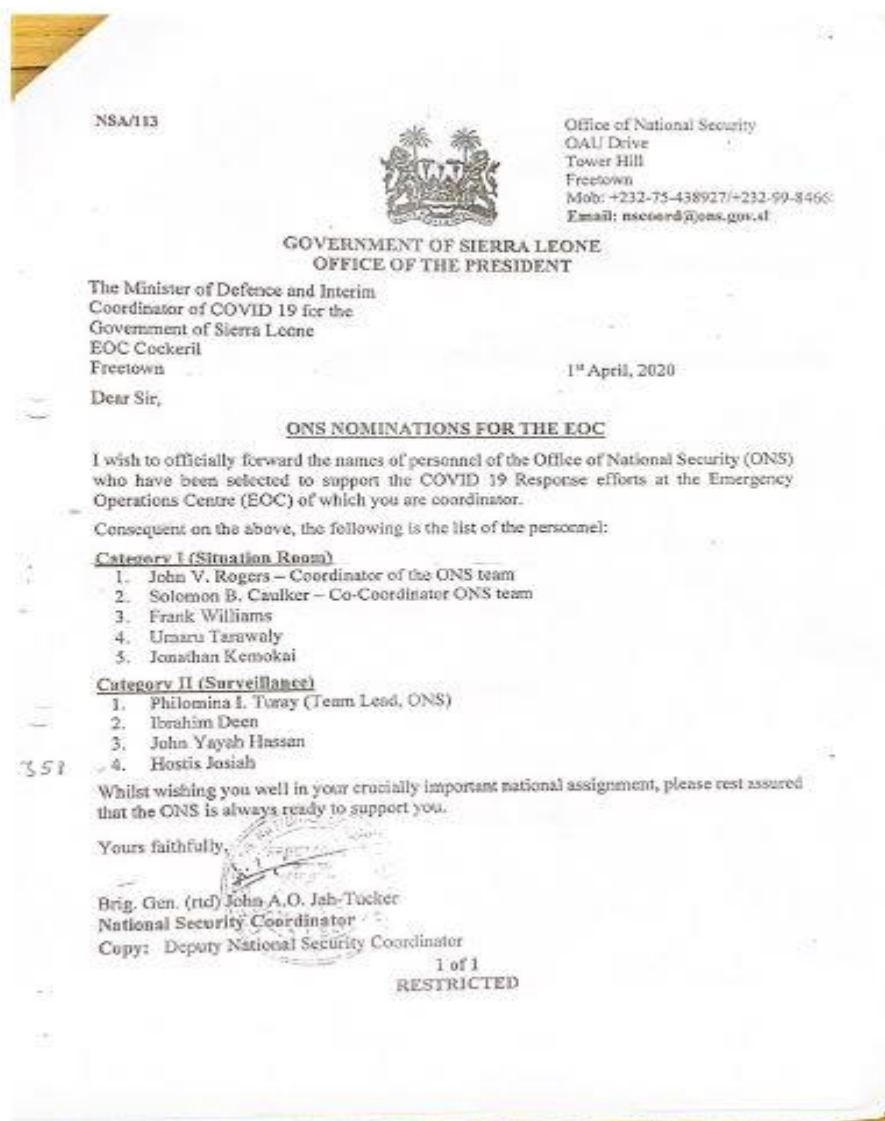 NSA/113
Office of National Security
OAU Drive
Tower Hill
Freetown
Mob: +232-75-438927/+232-99-8466
Email: nscoord@ons.gov.sl
GOVERNMENT OF SIERRA LEONE
OFFICE OF THE PRESIDENT
The Minister of Defence and Interim
Coordinator of COVID 19 for the
Government of Sierra Leone
EOC Cockeril
Freetown
1st April, 2020
Dear Sir,
ONS NOMINATIONS FOR THE EOC
I wish to officially forward the names of personnel of the Office of National Security (ONS)
who have been selected to support the COVID 19 Response efforts at the Emergency
Operations Centre (EOC) of which you are coordinator.
Consequent on the above, the following is the list of the personnel:
Category I (Situation Room)
1. John V. Rogers – Coordinator of the ONS team
2. Solomon B. Caulker – Co-Coordinator ONS team
3. Frank Williams
4. Umaru Tarawaly
5. Jonathan Kemokai
Category II (Surveillance)
1. Philomina I. Turay (Team Lead, ONS)
2. Ibrahim Deen
3. John Yayah Hassan
358
4. Hostis Josiah
Whilst wishing you well in your crucially important national assignment, please rest assured
that the ONS is always ready to support you.
Yours faithfully,
Brig. Gen. (rtd) John A.O. Jah-Tucker
National Security Coordinator
Copy: Deputy National Security Coordinator
1 of 1
RESTRICTED